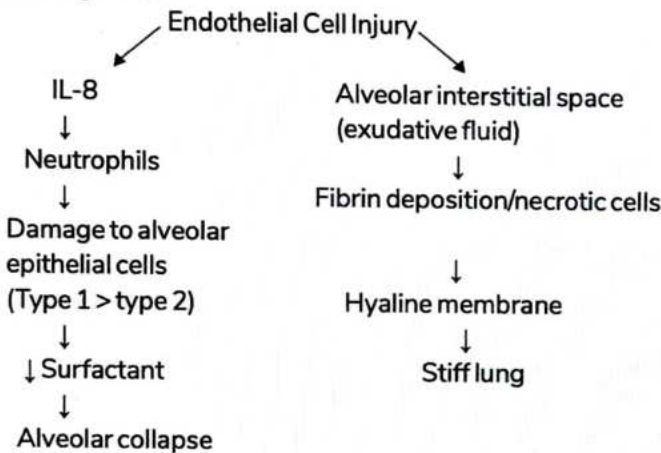 Endothelial Cell Injury
IL-8
↓
Neutrophils
↓
Damage to alveolar
epithelial cells
(Type 1 > type 2)
↓
↓ Surfactant
↓
Alveolar collapse
Alveolar interstitial space
(exudative fluid)
↓
Fibrin deposition/necrotic cells
↓
Hyaline membrane
↓
Stiff lung